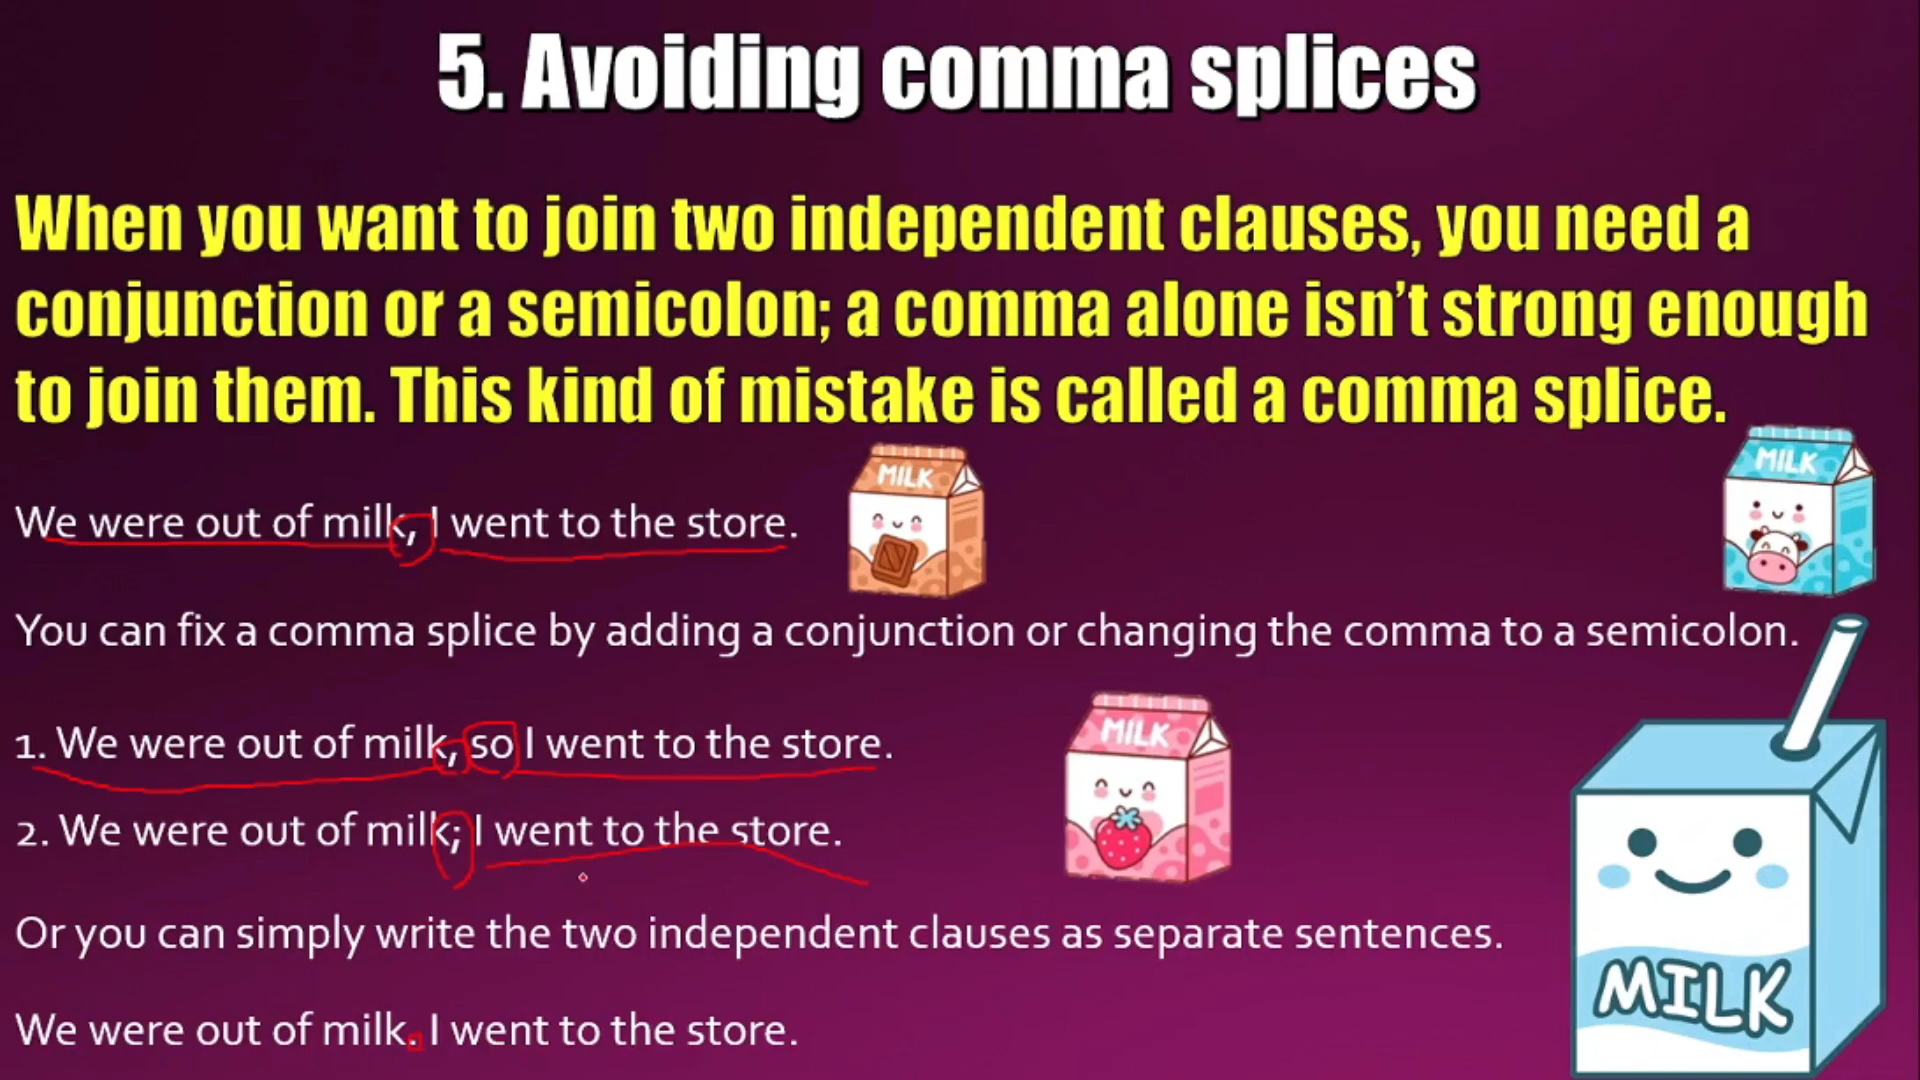 5. Avoiding comma splices
When you want to join two independent clauses, you need a
conjunction or a semicolon; a comma alone isn’t strong enough
to join them. This kind of mistake is called a comma splice.
MILK
MILK
We were out of milk, I went to the store.
You can fix a comma splice by adding a conjunction or changing the comma to a semicolon.
MILK
1. We were out of milk, so I went to the store.
2. We were out of milk; I went to the store.
Or you can simply write the two independent clauses as separate sentences.
MILK
We were out of milk. I went to the store.